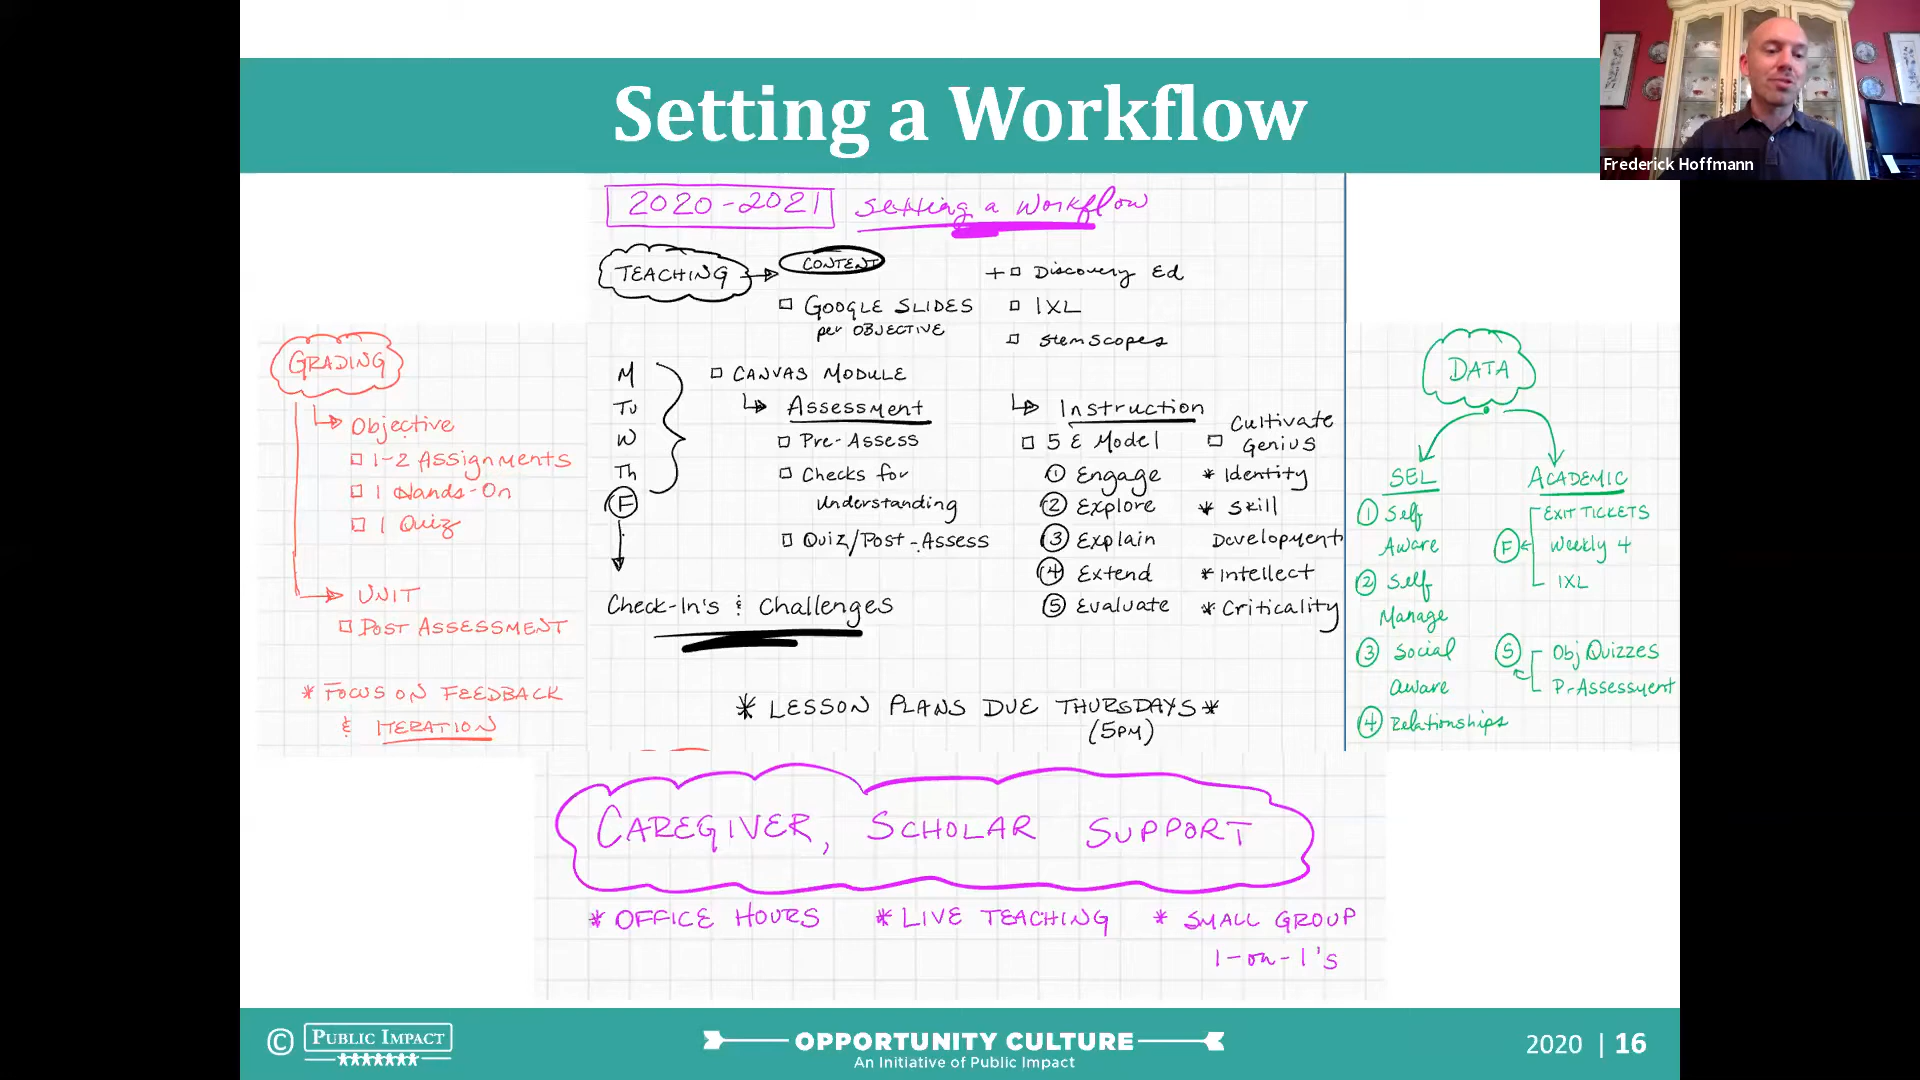 Setting a Workflow
Frederick Hoffmann
2020-2021 Setting a Workflow
TEACHING
CONTENT
GOOGLE SLIDES
per OBJECTIVE
+ Discovery Ed
IXL
StemScopes
M
Tu
W
Th
F
CANVAS MODULE
Assessment
Pre-Assess
Checks for
Understanding
Quiz/Post-Assess
Instruction
5 E Model
① Engage
② Explore
③ Explain
④ Extend
⑤ Evaluate
Cultivate
Genius
* Identity
* Skill
Development
* Intellect
* Criticality
Check-In's & Challenges
* LESSON PLANS DUE THURSDAYS *
(5PM)
GRADING
Objective
1-2 Assignments
1 Hands-On
1 Quiz
UNIT
POST ASSESSMENT
* FOCUS ON FEEDBACK
& ITERATION
DATA
SEL
① Self
Aware
② Self
Manage
③ Social
Aware
④ Relationships
ACADEMIC
F
EXIT TICKETS
Weekly 4
IXL
S
Obj Quizzes
P-Assessment
CAREGIVER, SCHOLAR SUPPORT
* OFFICE HOURS * LIVE TEACHING * SMALL GROUP
1-on-1's
© PUBLIC IMPACT
OPPORTUNITY CULTURE
An Initiative of Public Impact
2020 | 16